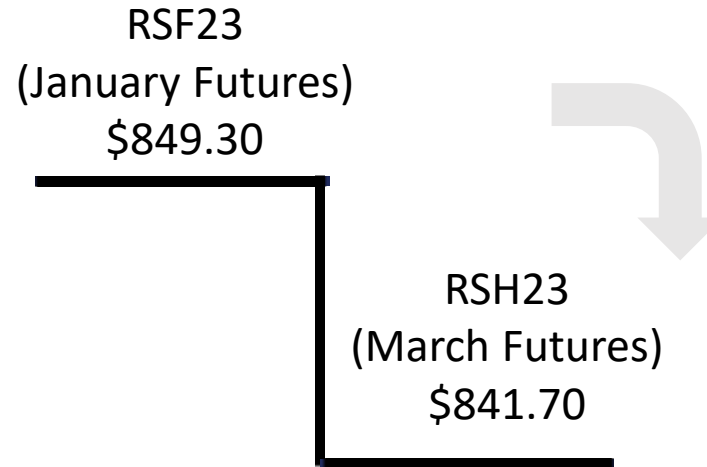 RSF23
(January Futures)
$849.30
RSH23
(March Futures)
$841.70